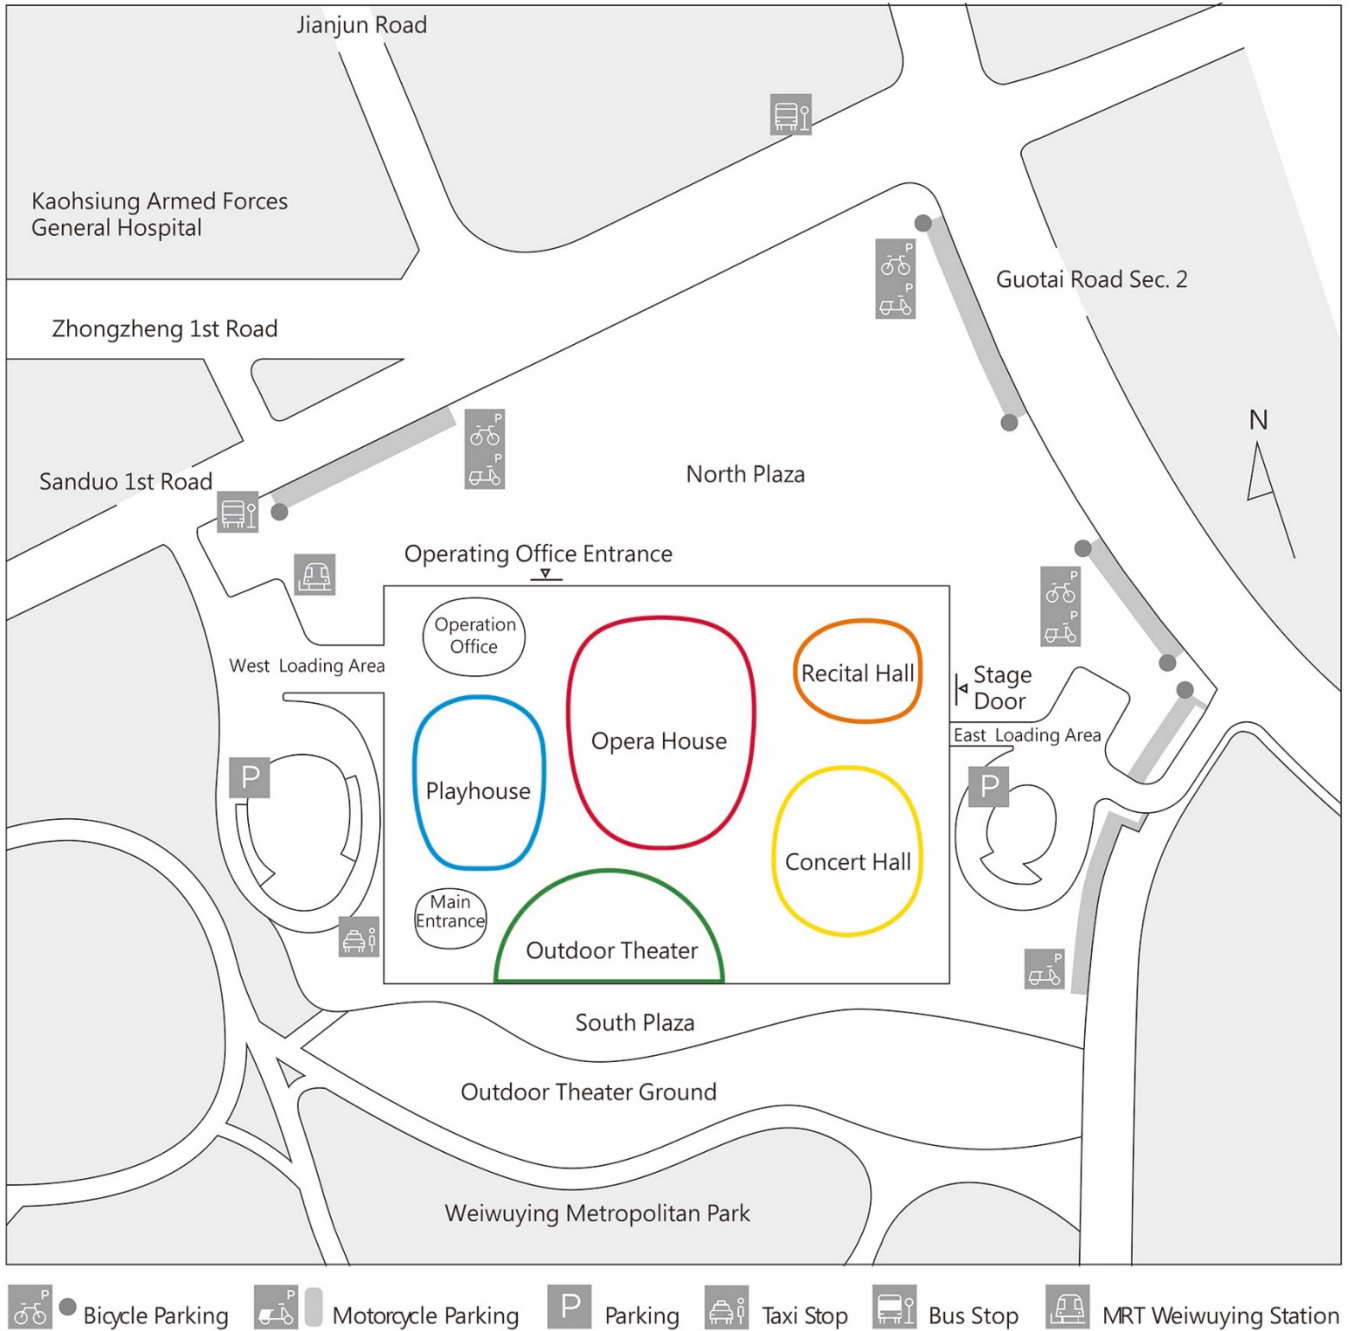 Jianjun Road
Kaohsiung Armed Forces
General Hospital
Guotai Road Sec. 2
Zhongzheng 1st Road
N
North Plaza
Sanduo 1st Road
Operating Office Entrance
Operation
Office
Recital Hall
Stage
Door
West Loading Area
Opera House
East Loading Area
P
Playhouse
P
Concert Hall
Main
Entrance
Outdoor Theater
South Plaza
Outdoor Theater Ground
Weiwuying Metropolitan Park
P
P
P
P
P
P
P
P Bicycle Parking
P Motorcycle Parking
P Parking
Taxi Stop
Bus Stop
MRT Weiwuying Station